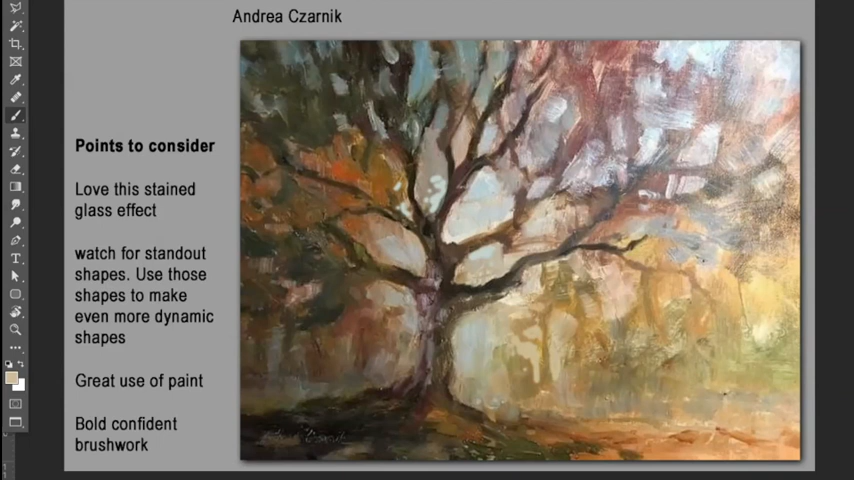 Andrea Czarnik
Points to consider
Love this stained
glass effect
watch for standout
shapes. Use those
shapes to make
even more dynamic
shapes
Great use of paint
Bold confident
brushwork